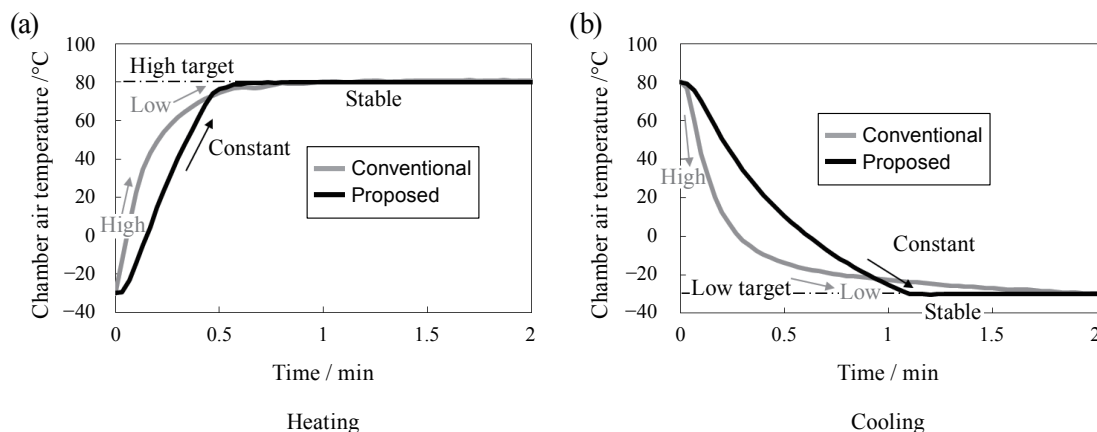 (a)
100
80
60
40
20
0
−20
−40
Chamber air temperature /°C
High target
Low
Stable
Constant
High
Conventional
Proposed
0
0.5
1
1.5
2
Time / min
Heating
(b)
100
80
60
40
20
0
−20
−40
Chamber air temperature /°C
High
Conventional
Proposed
Constant
Low target
Low
Stable
0
0.5
1
1.5
2
Time / min
Cooling